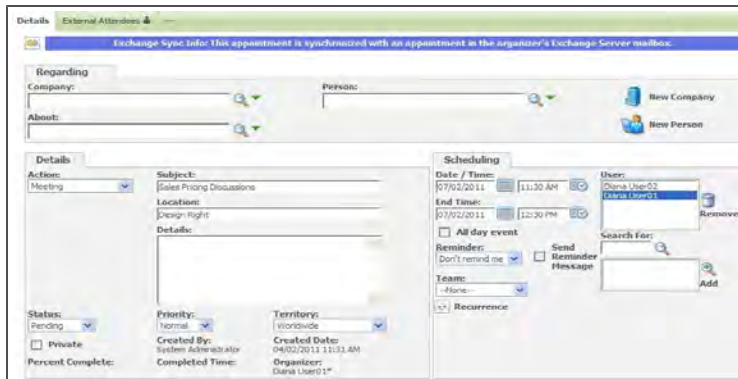 Details External Attendees
Exchange Sync Info: This appointment is synchronized with an appointment in the organizer's Exchange Server mailbox.
Regarding
Company: Person:
New Company
About:
New Person
Details
Action: Subject:
Meeting Sales Pricing Discussions
Location:
Design Right
Details:
Status: Priority: Territory:
Pending Normal Worldwide
Private Created By: Created Date:
System Administrator 04/02/2011 11:31 AM
Percent Complete: Completed Time: Organizer:
Diana User01*
Scheduling
Date / Time: User:
07/02/2011 11:30 AM Diana User02
End Time: Diana User01
07/02/2011 12:30 PM Remove
All day event Search For:
Reminder: Send Reminder Message
Don't remind me
Team: Add
--None--
Recurrence